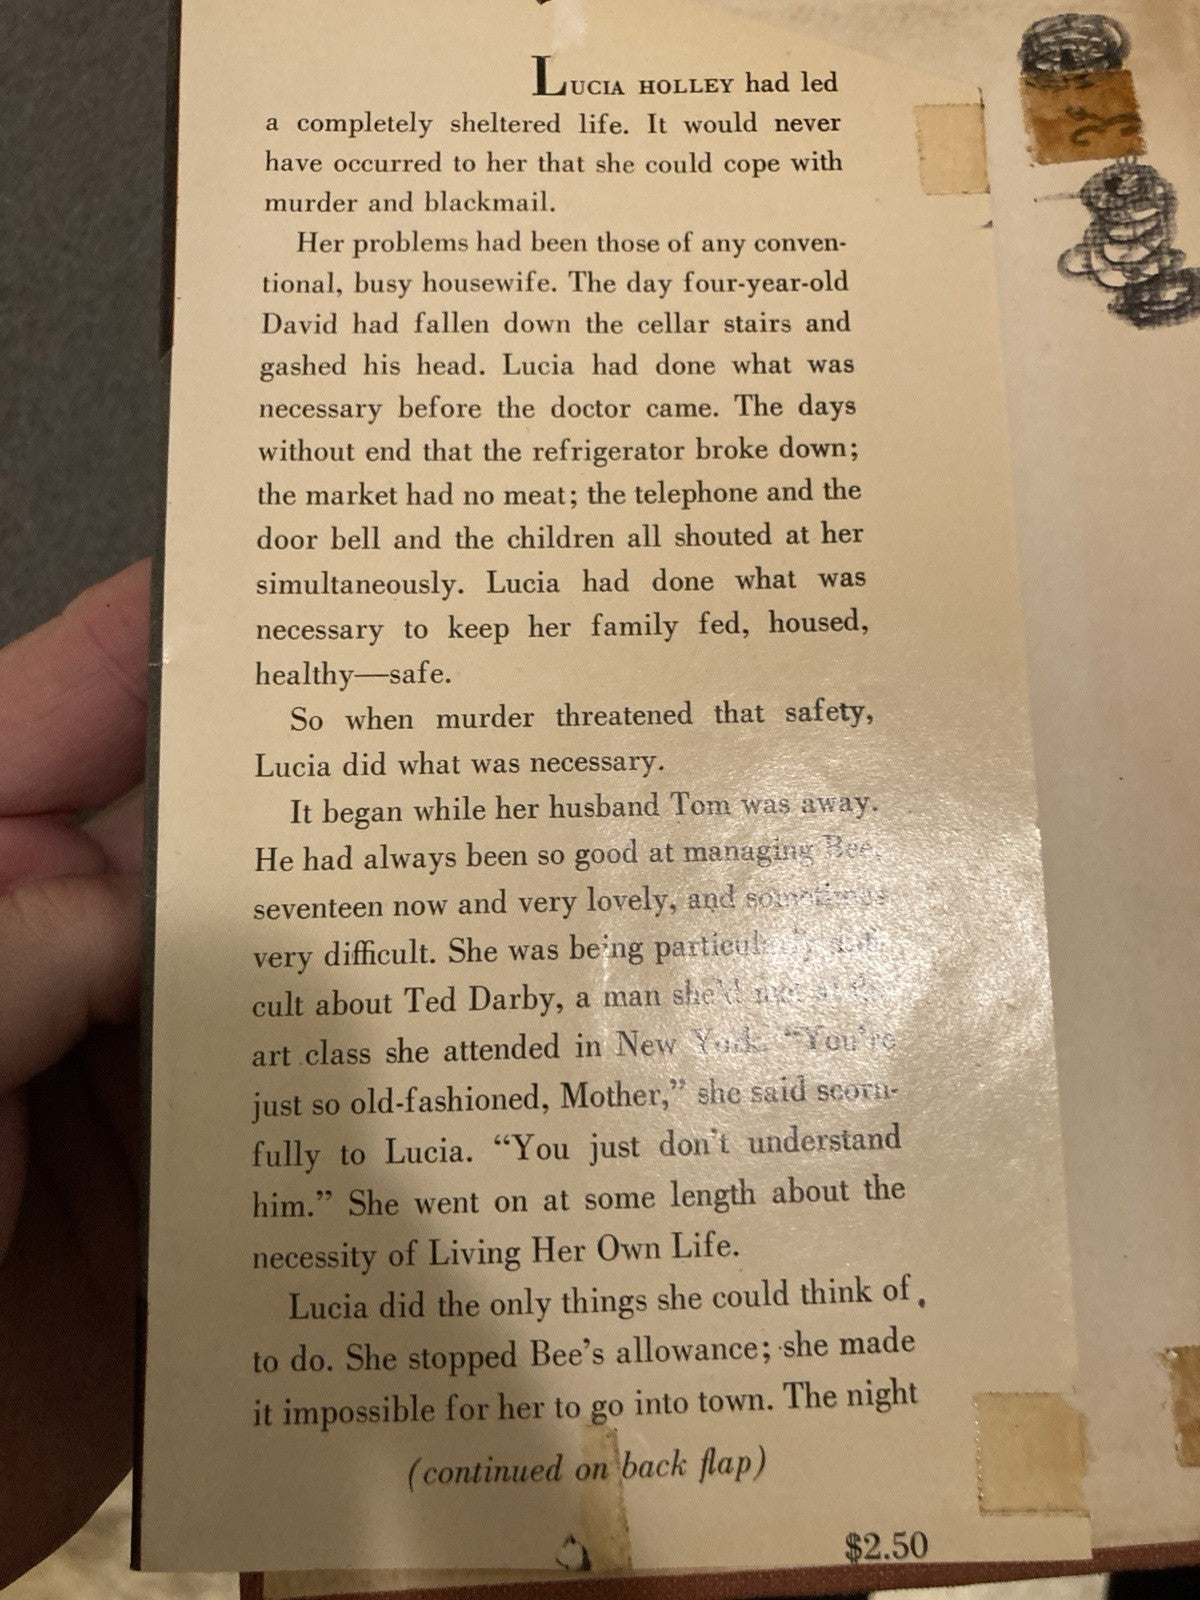 LUCIA HOLLEY had led
a completely sheltered life. It would never
have occurred to her that she could cope with
murder and blackmail.
Her problems had been those of any conven-
tional, busy housewife. The day four-year-old
David had fallen down the cellar stairs and
gashed his head. Lucia had done what was
necessary before the doctor came. The days
without end that the refrigerator broke down;
the market had no meat; the telephone and the
door bell and the children all shouted at her
simultaneously. Lucia had done what was
necessary to keep her family fed, housed,
healthy—safe.
So when murder threatened that safety,
Lucia did what was necessary.
It began while her husband Tom was away.
He had always been so good at managing Bee,
seventeen now and very lovely, and sometimes
very difficult. She was being particularly diffi-
cult about Ted Darby, a man she'd met at the
art class she attended in New York. “You're
just so old-fashioned, Mother,” she said scorn-
fully to Lucia. “You just don't understand
him.” She went on at some length about the
necessity of Living Her Own Life.
Lucia did the only things she could think of
to do. She stopped Bee's allowance; she made
it impossible for her to go into town. The night
(continued on back flap)
$2.50